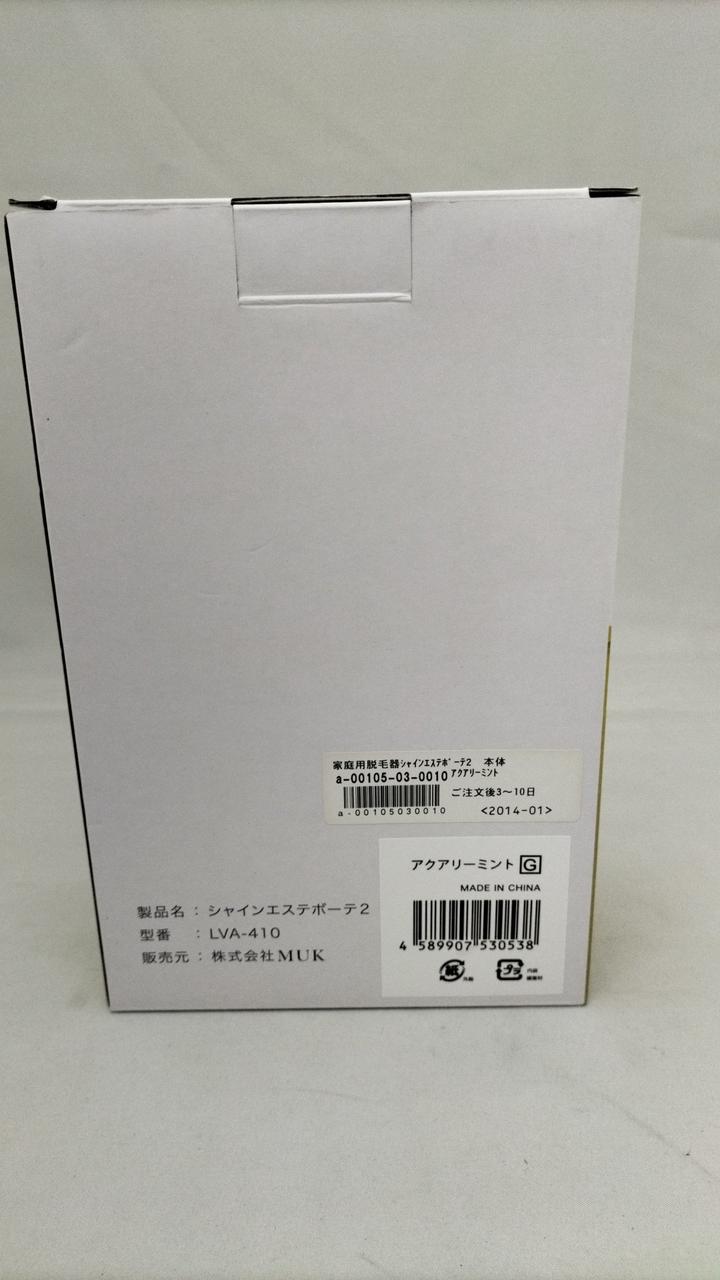 家庭用脱毛器ｼｬｲﾝｴｽﾃﾎﾞｰﾃ2 本体
a-00105-03-0010 ｱｸｱﾘｰﾐﾝﾄ
ご注文後3～10日
a-00105030010 <2014-01>
アクアリーミント G
MADE IN CHINA
4 589907 530538
紙 プラ
製品名 : シャインエステボーテ2
型番 : LVA-410
販売元 : 株式会社MUK